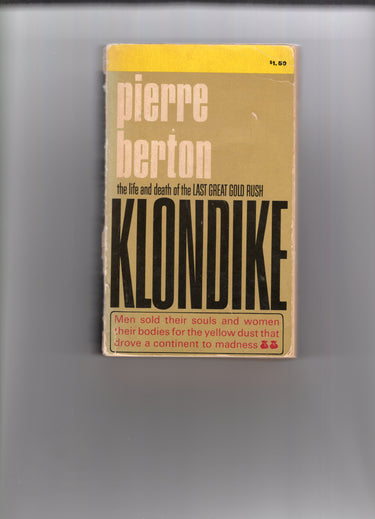 $1.50
pierre
berton
the life and death of the LAST GREAT GOLD RUSH
KLONDIKE
Men sold their souls and women
their bodies for the yellow dust that
drove a continent to madness